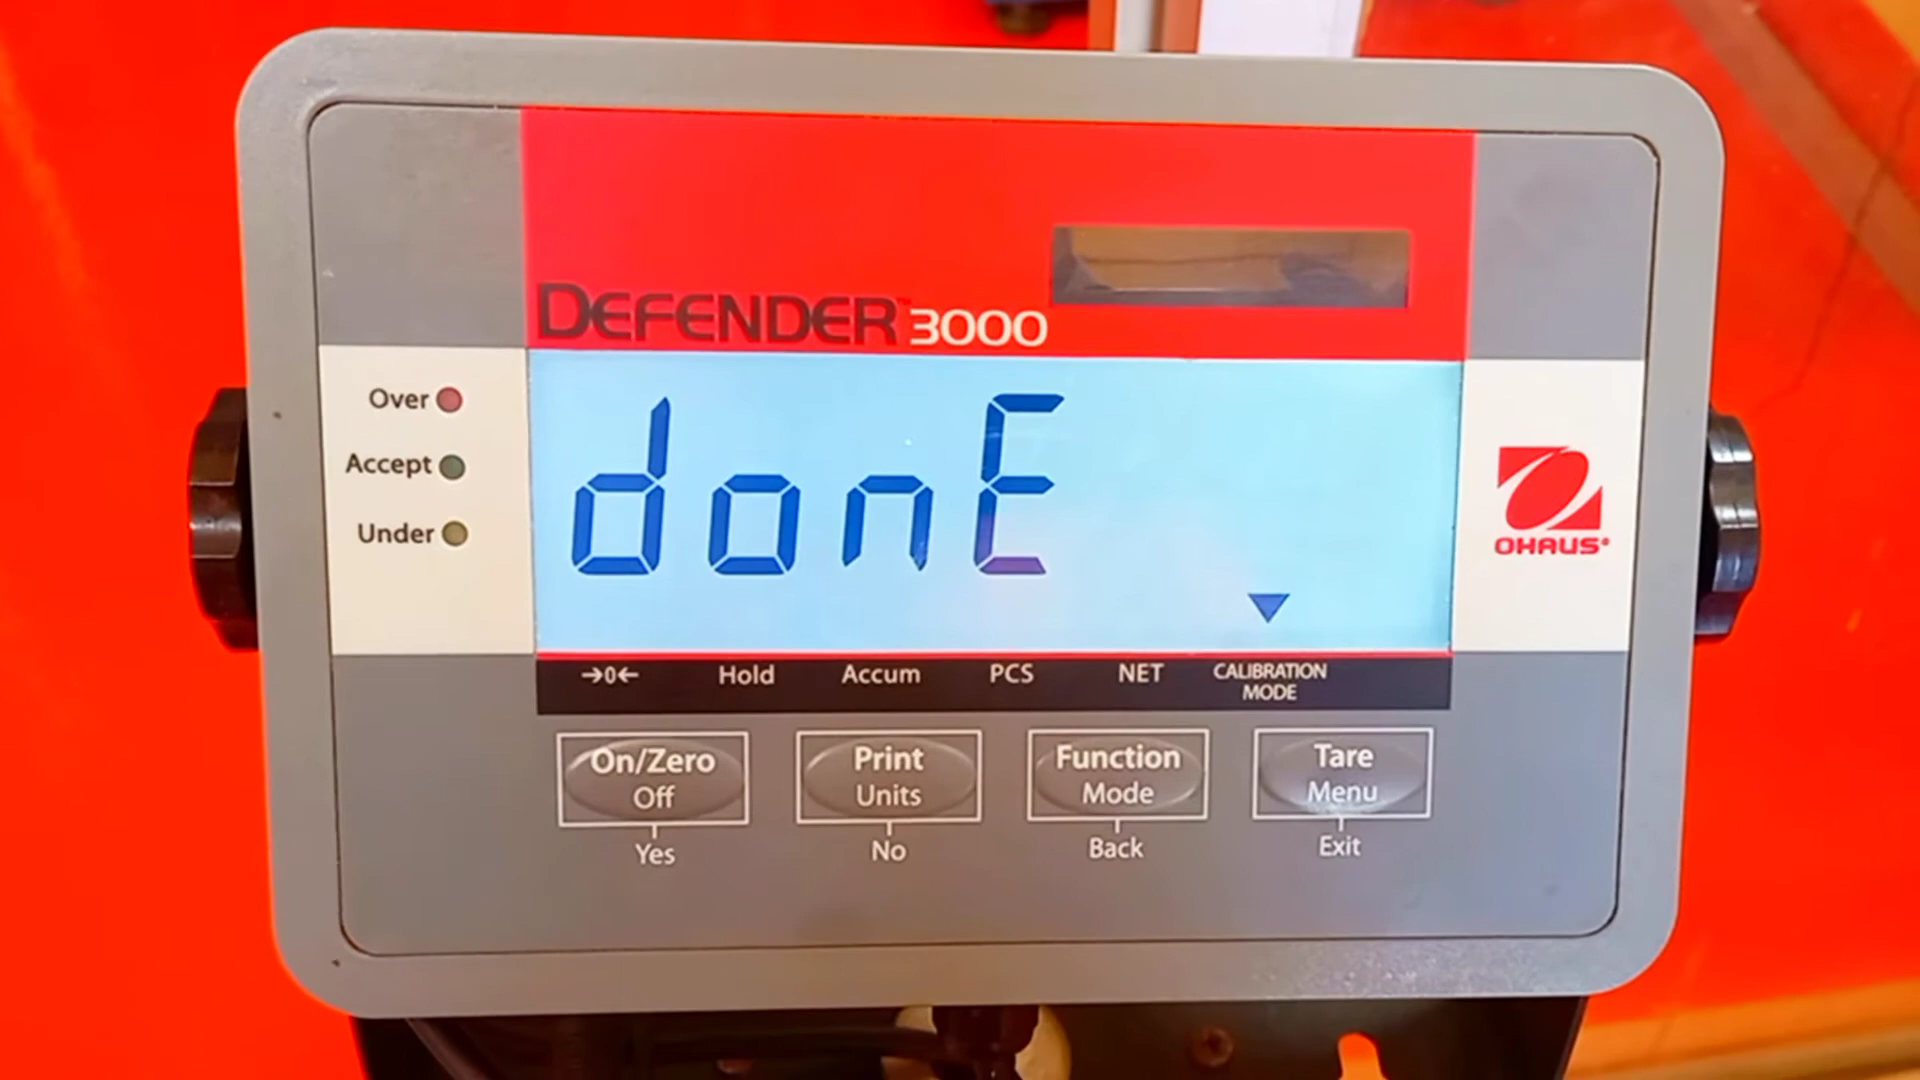 DEFENDER™ 3000
Over
Accept
Under
donE
OHAUS®
→0← Hold Accum PCS NET CALIBRATION MODE
On/Zero Print Function Tare
Off Units Mode Menu
Yes No Back Exit